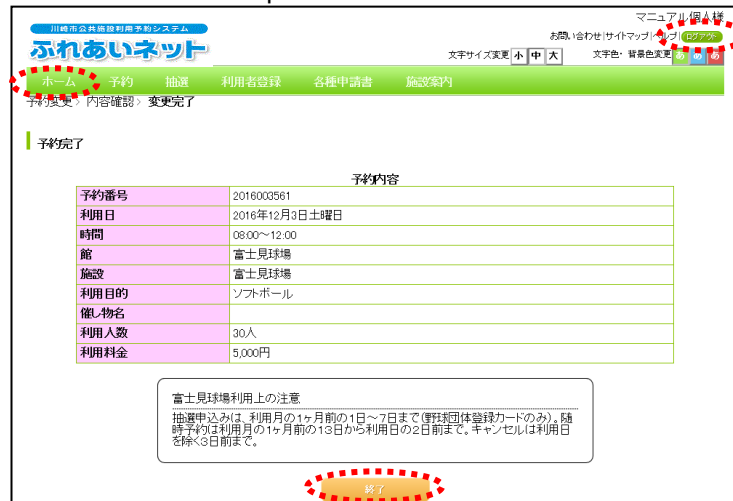 マニュアル個人様
川崎市公共施設利用予約システム
ふれあいネット
お問い合わせ|サイトマップ|ヘルプ| ログアウト
文字サイズ変更 小 中 大 文字色・背景色変更 あ あ あ
ホーム 予約 抽選 利用者登録 各種申請書 施設案内
予約変更> 内容確認> 変更完了
予約完了
予約内容
予約番号 2016003561
利用日 2016年12月3日土曜日
時間 08:00～12:00
館 富士見球場
施設 富士見球場
利用目的 ソフトボール
催し物名
利用人数 30人
利用料金 5,000円
富士見球場利用上の注意
抽選申込みは、利用月の1ヶ月前の1日～7日まで(野球団体登録カードのみ)。随
時予約は利用月の1ヶ月前の13日から利用日の2日前まで。キャンセルは利用日
を除く3日前まで。
終了